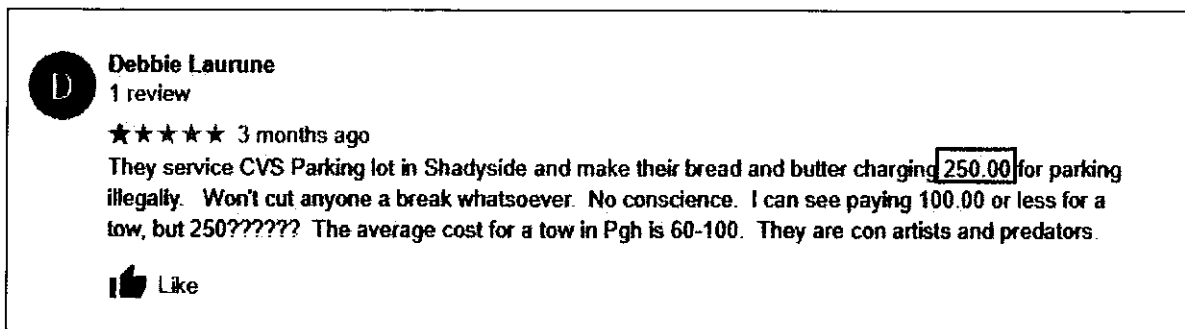 Debbie Laurune
D
1 review
★★★★★ 3 months ago
They service CVS Parking lot in Shadyside and make their bread and butter charging 250.00 for parking
illegally. Won't cut anyone a break whatsoever. No conscience. I can see paying 100.00 or less for a
tow, but 250?????? The average cost for a tow in Pgh is 60-100. They are con artists and predators.
Like